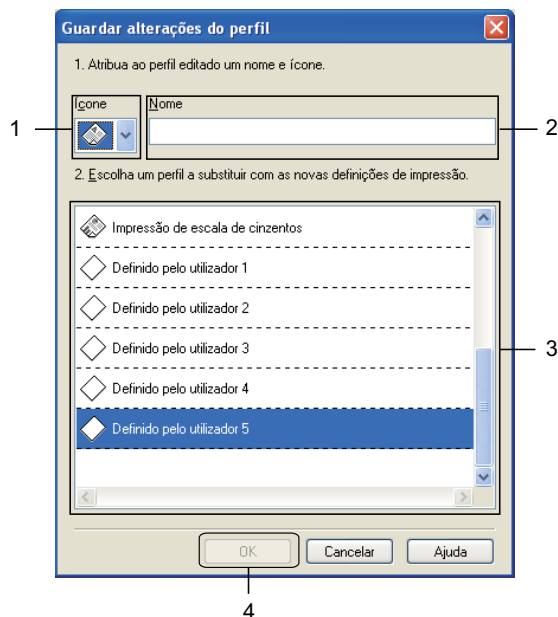 Guardar alterações do perfil
1. Atribua ao perfil editado um nome e ícone.
Ícone
Nome
1
2
2. Escolha um perfil a substituir com as novas definições de impressão.
Impressão de escala de cinzentos
Definido pelo utilizador 1
Definido pelo utilizador 2
Definido pelo utilizador 3
3
Definido pelo utilizador 4
Definido pelo utilizador 5
OK
Cancelar
Ajuda
4